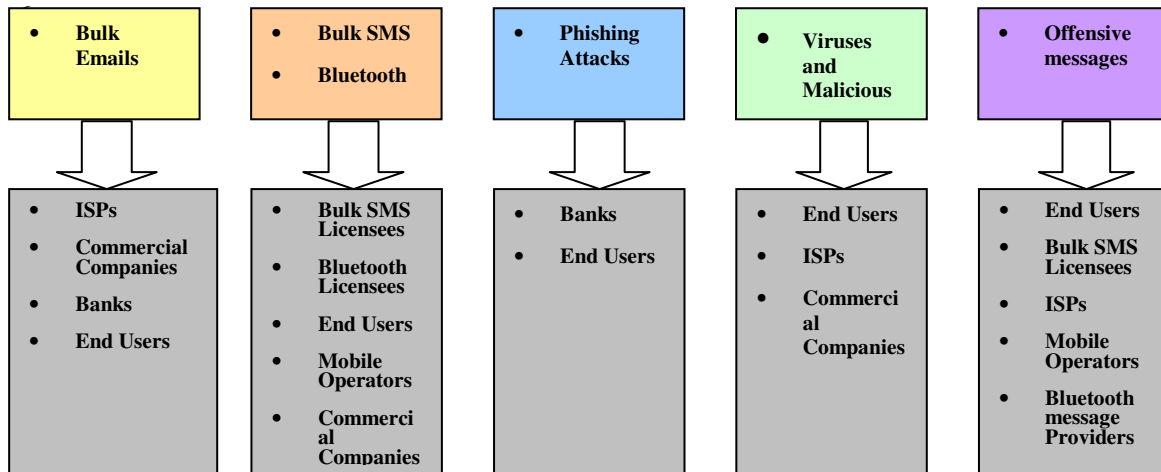 • Bulk
Emails
• Bulk SMS
• Bluetooth
• Phishing
Attacks
• Viruses
and
Malicious
• Offensive
messages
• ISPs
• Commercial
Companies
• Banks
• End Users
• Bulk SMS
Licensees
• Bluetooth
Licensees
• End Users
• Mobile
Operators
• Commerci
al
Companies
• Banks
• End Users
• End Users
• ISPs
• Commerci
al
Companies
• End Users
• Bulk SMS
Licensees
• ISPs
• Mobile
Operators
• Bluetooth
message
Providers